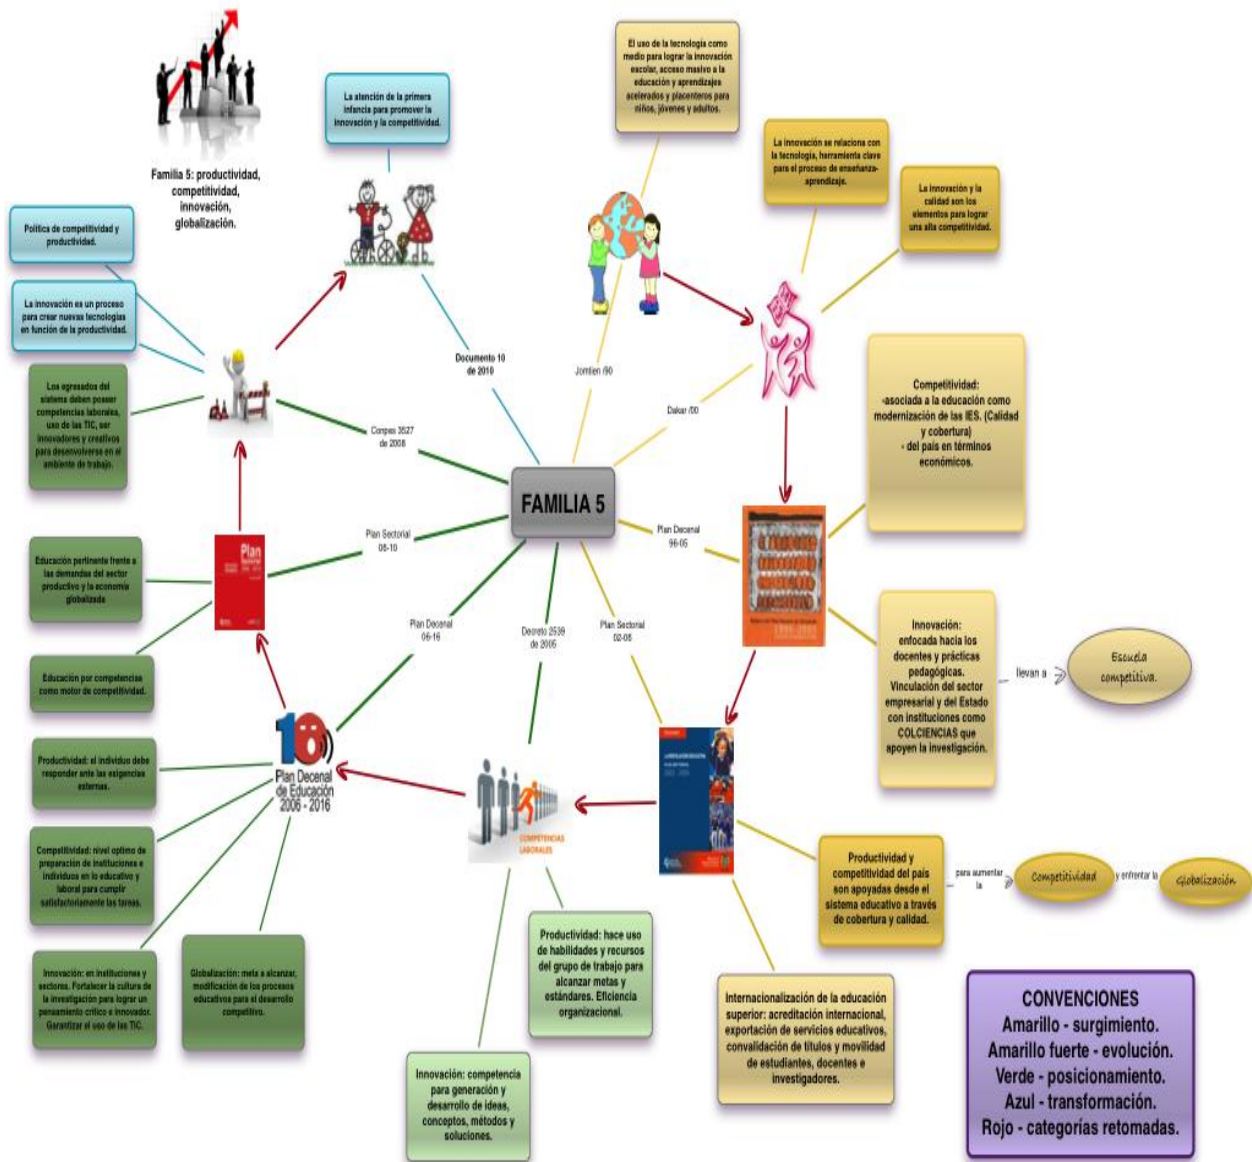 Familia 5: productividad,
competitividad,
innovación,
globalización.
La atención de la primera
infancia para promover la
innovación y la competitividad.
El uso de la tecnología como
medio para lograr la innovación
escolar, acceso masivo a la
educación y aprendizajes
acelerados y placenteros para
niños, jóvenes y adultos.
La innovación se relaciona con
la tecnología, herramienta clave
para el proceso de enseñanza-
aprendizaje.
La innovación y la
calidad son los
elementos para lograr
una alta competitividad.
Política de competitividad y
productividad.
La innovación es un proceso
para crear nuevas tecnologías
en función de la productividad.
Los egresados del
sistema deben poseer
competencias laborales,
uso de las TIC, ser
innovadores y creativos
para desenvolverse en el
ambiente de trabajo.
Documento 10
de 2010
Jomtien /90
Dakar /00
Conpes 3527
de 2008
FAMILIA 5
Competitividad:
-asociada a la educación como
modernización de las IES. (Calidad
y cobertura)
- del país en términos
económicos.
Plan Sectorial
06-10
Plan Decenal
96-05
Plan
Educación pertinente frente a
las demandas del sector
productivo y la economía
globalizada
Plan Decenal
06-16
Decreto 2539
de 2005
Plan Sectorial
02-06
1996-2005
Innovación:
enfocada hacia los
docentes y prácticas
pedagógicas.
Vinculación del sector
empresarial y del Estado
con instituciones como
COLCIENCIAS que
apoyen la investigación.
llevan a
Escuela
competitiva.
Educación por competencias
como motor de competitividad.
Productividad: el individuo debe
responder ante las exigencias
externas.
10
Plan Decenal
de Educación
2006 - 2016
COMPETENCIAS
LABORALES
Competitividad: nivel optimo de
preparación de instituciones e
individuos en lo educativo y
laboral para cumplir
satisfactoriamente las tareas.
Productividad y
competitividad del país
son apoyadas desde el
sistema educativo a través
de cobertura y calidad.
para aumentar
la
Competitividad
y enfrentar la
Globalización
Innovación: en instituciones y
sectores. Fortalecer la cultura de
la investigación para lograr un
pensamiento crítico e innovador.
Garantizar el uso de las TIC.
Globalización: meta a alcanzar,
modificación de los procesos
educativos para el desarrollo
competitivo.
Productividad: hace uso
de habilidades y recursos
del grupo de trabajo para
alcanzar metas y
estándares. Eficiencia
organizacional.
Innovación: competencia
para generación y
desarrollo de ideas,
conceptos, métodos y
soluciones.
Internacionalización de la educación
superior: acreditación internacional,
exportación de servicios educativos,
convalidación de títulos y movilidad
de estudiantes, docentes e
investigadores.
CONVENCIONES
Amarillo - surgimiento.
Amarillo fuerte - evolución.
Verde - posicionamiento.
Azul - transformación.
Rojo - categorías retomadas.